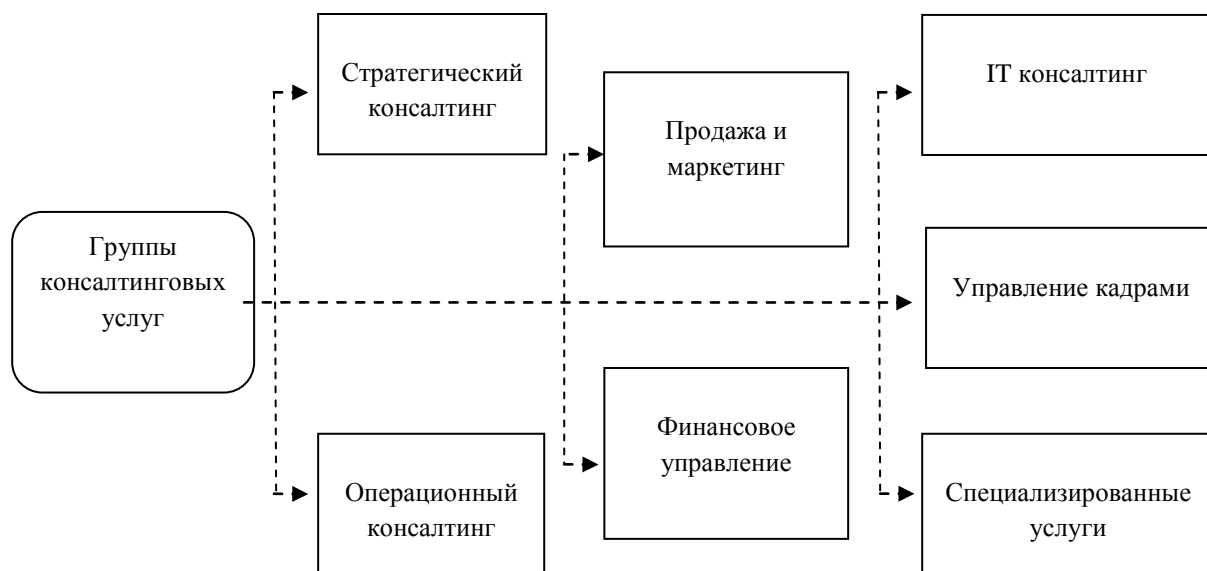 Группы
консалтинговых
услуг
Стратегический
консалтинг
Операционный
консалтинг
Продажа и
маркетинг
Финансовое
управление
IT консалтинг
Управление кадрами
Специализированные
услуги